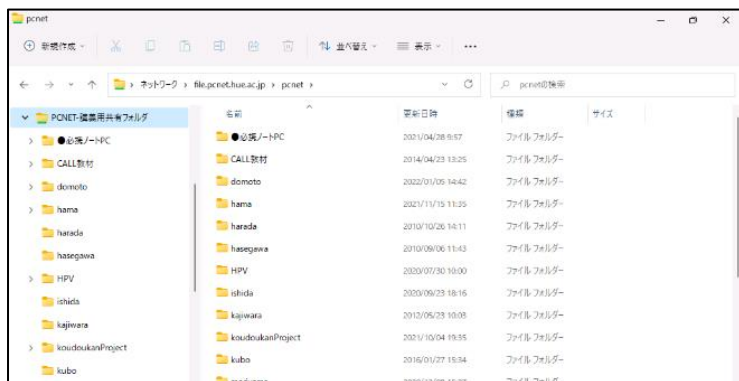 pcnet
新規作成
並べ替え
表示
ネットワーク
file.pcnet.hue.ac.jp
pcnet
pcnetの検索
PCNET-講義用共有フォルダ
●必携ノートPC
CALL教材
domoto
hama
harada
hasegawa
HPV
ishida
kajiwara
koudoukanProject
kubo
名前 更新日時 種類 サイズ
●必携ノートPC 2021/04/28 9:57 ファイル フォルダー
CALL教材 2014/04/23 13:25 ファイル フォルダー
domoto 2022/01/05 14:42 ファイル フォルダー
hama 2021/11/15 11:35 ファイル フォルダー
harada 2010/10/26 14:11 ファイル フォルダー
hasegawa 2010/09/06 11:43 ファイル フォルダー
HPV 2020/07/30 10:00 ファイル フォルダー
ishida 2020/09/23 18:16 ファイル フォルダー
kajiwara 2012/05/23 10:03 ファイル フォルダー
koudoukanProject 2021/10/04 19:35 ファイル フォルダー
kubo 2016/01/27 15:34 ファイル フォルダー